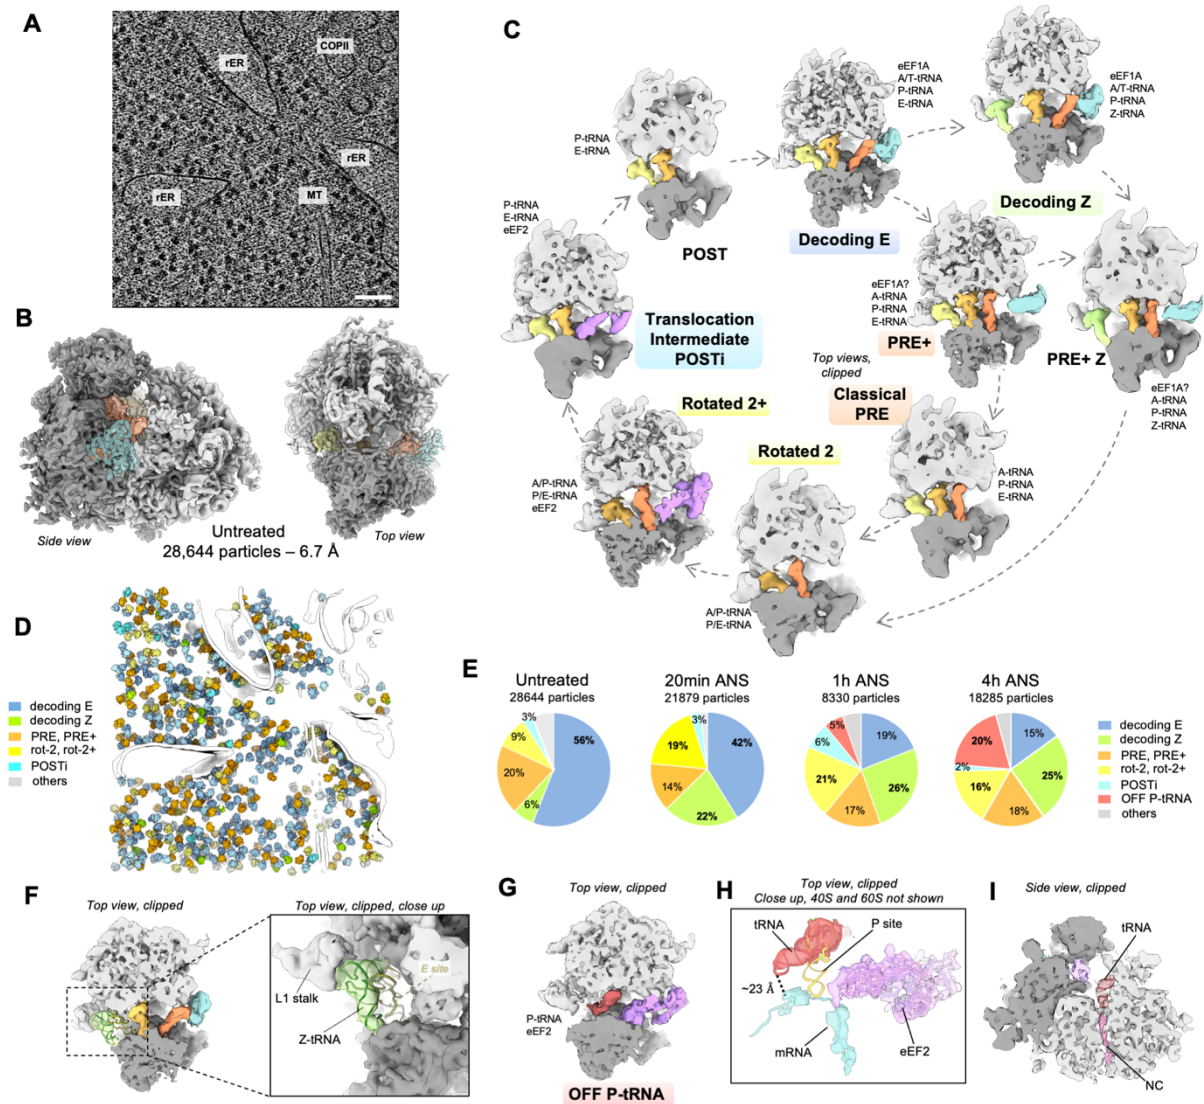 A
COPII
rER
rER
rER
MT
B
Side view
Untreated
28,644 particles – 6.7 Å
Top view
C
P-tRNA
E-tRNA
POST
eEF1A
A/T-tRNA
P-tRNA
E-tRNA
Decoding E
eEF1A
A/T-tRNA
P-tRNA
Z-tRNA
Decoding Z
P-tRNA
E-tRNA
eEF2
Translocation
Intermediate
POSTi
eEF1A?
A-tRNA
P-tRNA
E-tRNA
PRE+
PRE+ Z
eEF1A?
A-tRNA
P-tRNA
Z-tRNA
Top views,
clipped
Classical
PRE
A-tRNA
P-tRNA
E-tRNA
Rotated 2+
A/P-tRNA
P/E-tRNA
eEF2
Rotated 2
A/P-tRNA
P/E-tRNA
D
decoding E
decoding Z
PRE, PRE+
rot-2, rot-2+
POSTi
others
E
Untreated
28644 particles
3%
9%
56%
20%
6%
20min ANS
21879 particles
3%
19%
42%
14%
22%
1h ANS
8330 particles
5%
6%
19%
21%
26%
17%
4h ANS
18285 particles
20%
15%
2%
25%
16%
18%
decoding E
decoding Z
PRE, PRE+
rot-2, rot-2+
POSTi
OFF P-tRNA
others
F
Top view, clipped
Top view, clipped, close up
E site
L1 stalk
Z-tRNA
G
Top view, clipped
P-tRNA
eEF2
OFF P-tRNA
H
Top view, clipped
Close up, 40S and 60S not shown
tRNA
P site
~23 Å
mRNA
eEF2
I
Side view, clipped
tRNA
NC